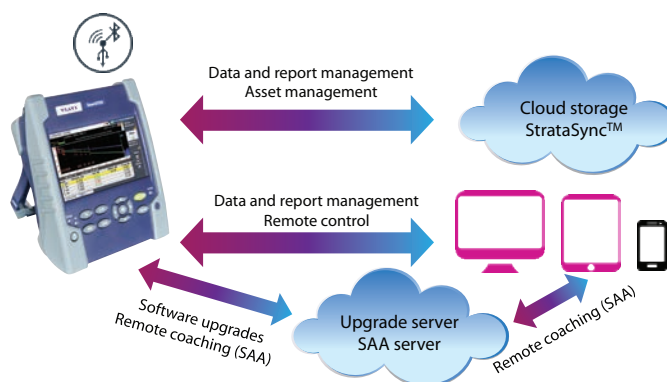 Data and report management
Asset management
Cloud storage
StrataSync™
Data and report management
Remote control
Software upgrades
Remote coaching (SAA)
Upgrade server
SAA server
Remote coaching (SAA)